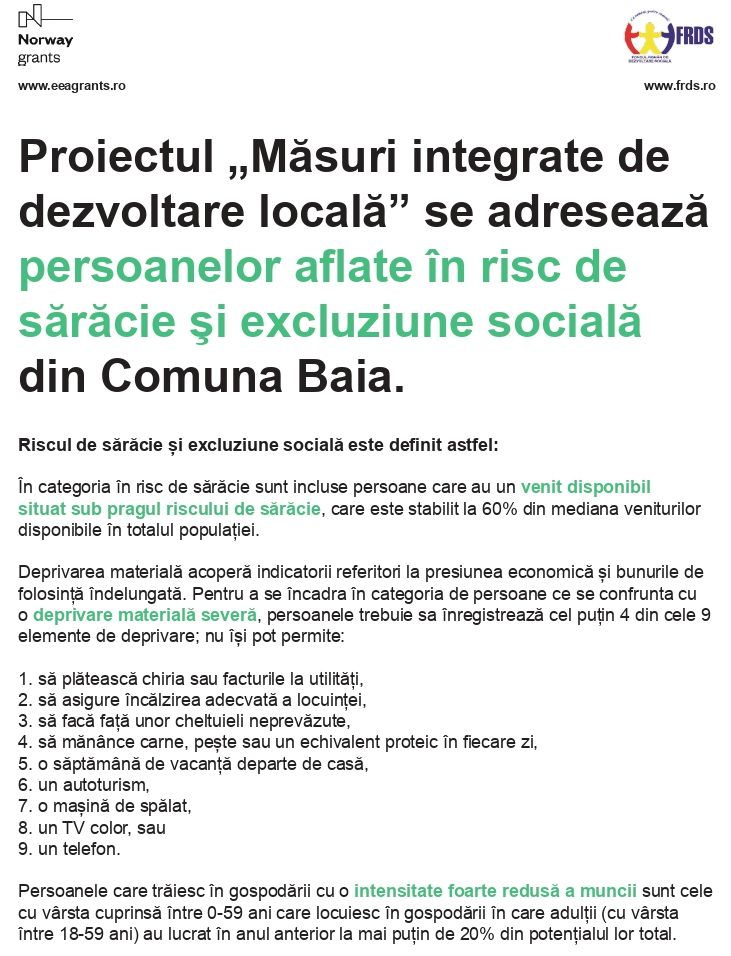 Norway
grants
FRDS
FONDUL ROMÂN DE
DEZVOLTARE SOCIALĂ
www.eeagrants.ro
www.frds.ro
Proiectul „Măsuri integrate de
dezvoltare locală” se adresează
persoanelor aflate în risc de
sărăcie şi excluziune socială
din Comuna Baia.
Riscul de sărăcie și excluziune socială este definit astfel:
În categoria în risc de sărăcie sunt incluse persoane care au un venit disponibil
situat sub pragul riscului de sărăcie, care este stabilit la 60% din mediana veniturilor
disponibile în totalul populației.
Deprivarea materială acoperă indicatorii referitori la presiunea economică și bunurile de
folosință îndelungată. Pentru a se încadra în categoria de persoane ce se confrunta cu
o deprivare materială severă, persoanele trebuie sa înregistrează cel puțin 4 din cele 9
elemente de deprivare; nu își pot permite:
1. să plătească chiria sau facturile la utilități,
2. să asigure încălzirea adecvată a locuinței,
3. să facă față unor cheltuieli neprevăzute,
4. să mănânce carne, pește sau un echivalent proteic în fiecare zi,
5. o săptămână de vacanță departe de casă,
6. un autoturism,
7. o mașină de spălat,
8. un TV color, sau
9. un telefon.
Persoanele care trăiesc în gospodării cu o intensitate foarte redusă a muncii sunt cele
cu vârsta cuprinsă între 0-59 ani care locuiesc în gospodării în care adulții (cu vârsta
între 18-59 ani) au lucrat în anul anterior la mai puțin de 20% din potențialul lor total.